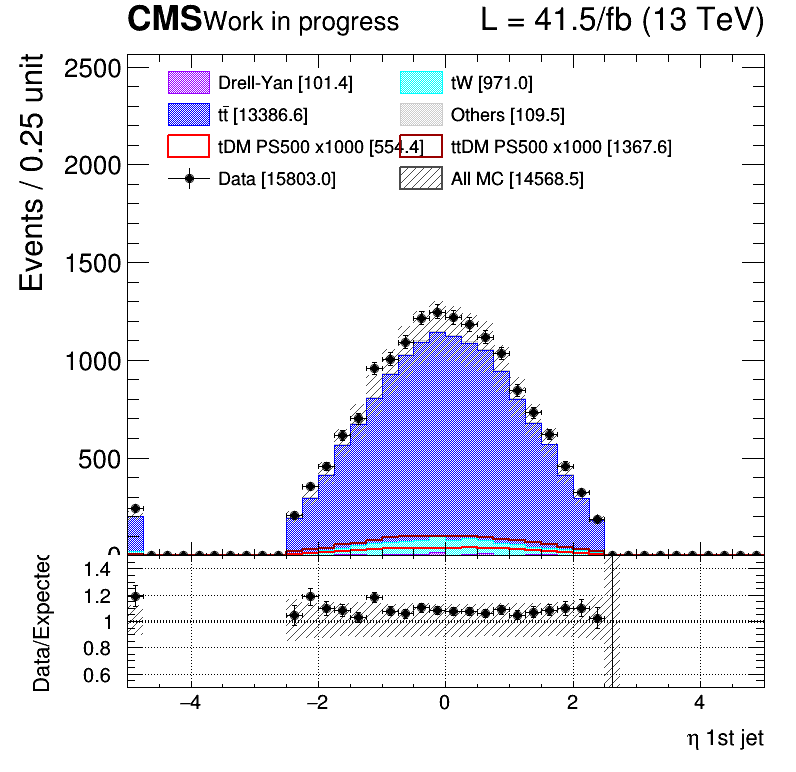 CMS Work in progress L = 41.5/fb (13 TeV)
Events / 0.25 unit
2500
2000
1500
1000
500
0
Drell-Yan [101.4] tW [971.0]
tt̄ [13386.6] Others [109.5]
tDM PS500 x1000 [554.4] ttDM PS500 x1000 [1367.6]
Data [15803.0] All MC [14568.5]
Data/Expected
1.4
1.2
1
0.8
0.6
−4 −2 0 2 4
η 1st jet